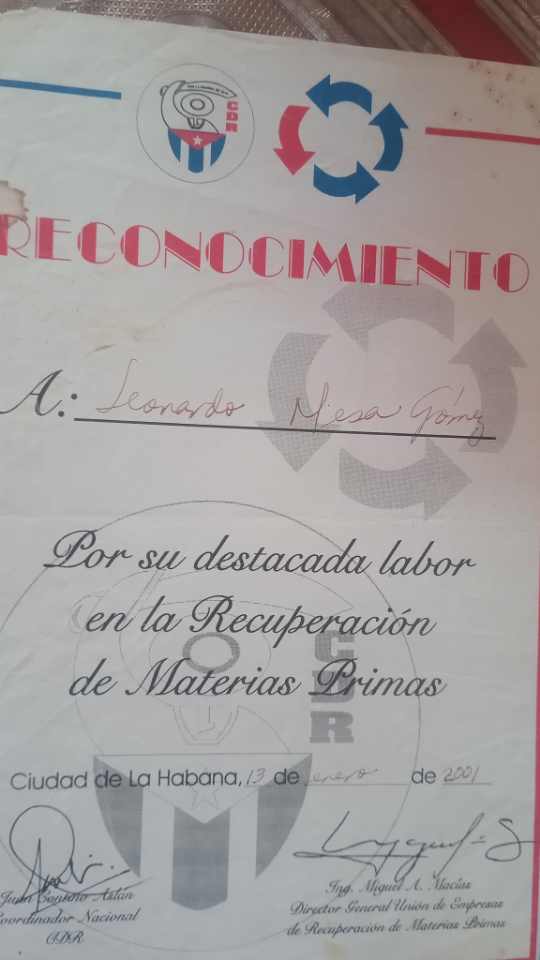 CDR
RECONOCIMIENTO
A: Leonardo Mesa Gómez
Por su destacada labor
en la Recuperación
de Materias Primas
CDR
Ciudad de La Habana, 13 de enero de 2001
Juan Contino Aslán
Coordinador Nacional
CDR
Ing. Miguel A. Macías
Director General Unión de Empresas
de Recuperación de Materias Primas